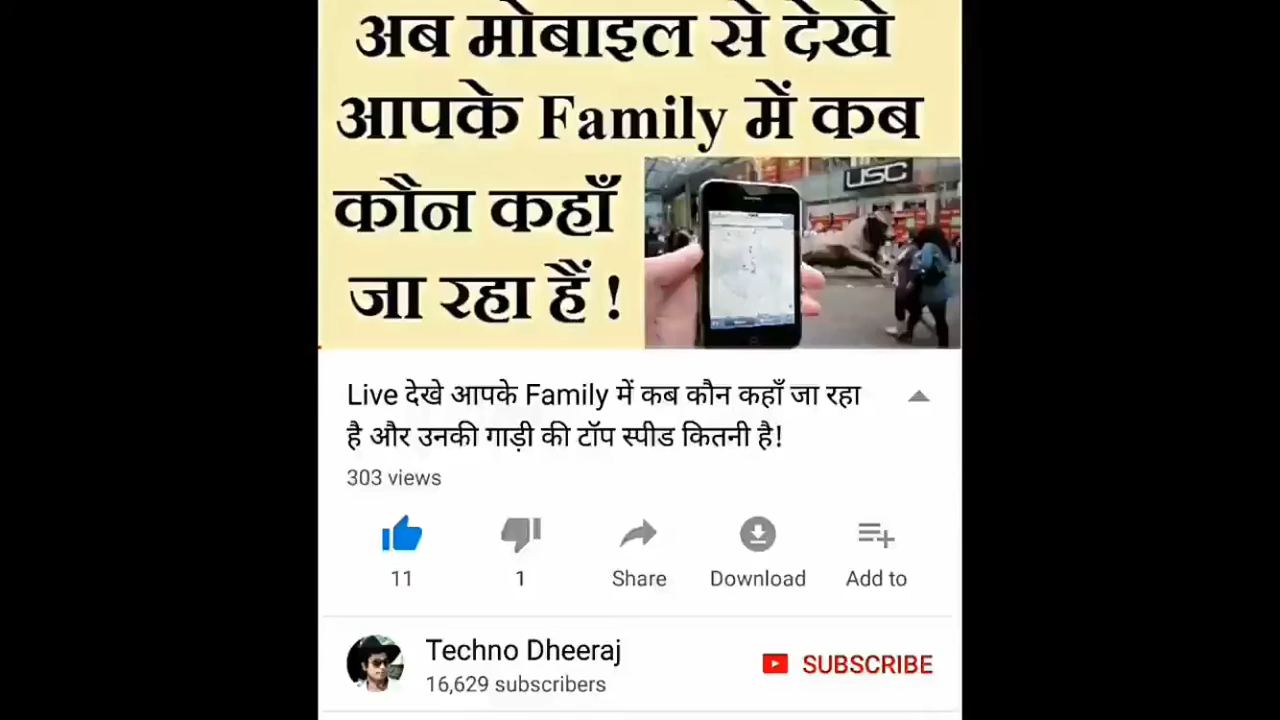 अब मोबाइल से देखे
आपके Family में कब
कौन कहाँ
जा रहा हैं !
USC
Live देखे आपके Family में कब कौन कहाँ जा रहा
है और उनकी गाड़ी की टॉप स्पीड कितनी है!
303 views
11
1
Share
Download
Add to
Techno Dheeraj
16,629 subscribers
SUBSCRIBE